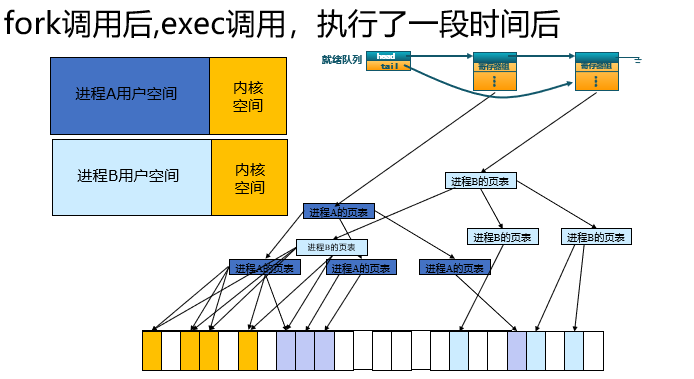 fork调用后,exec调用，执行了一段时间后
就绪队列
head
tail
寄存器组
寄存器组
进程A用户空间
内核
空间
进程B用户空间
内核
空间
进程B的页表
进程A的页表
进程B的页表
进程B的页表
进程B的页表
进程A的页表
进程A的页表
进程A的页表